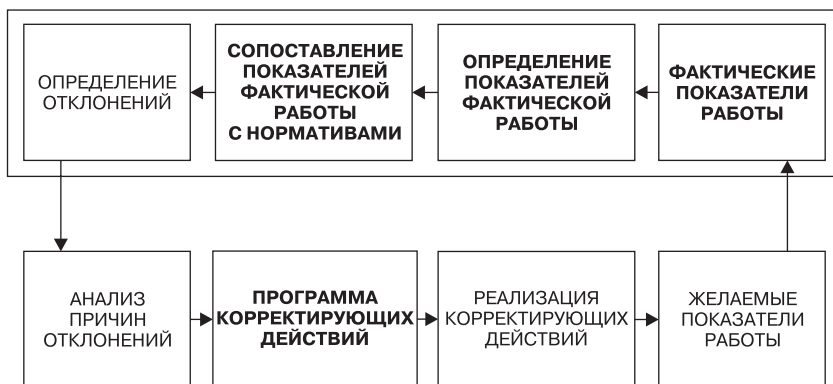 ОПРЕДЕЛЕНИЕ
ОТКЛОНЕНИЙ
СОПОСТАВЛЕНИЕ
ПОКАЗАТЕЛЕЙ
ФАКТИЧЕСКОЙ
РАБОТЫ
С НОРМАТИВАМИ
ОПРЕДЕЛЕНИЕ
ПОКАЗАТЕЛЕЙ
ФАКТИЧЕСКОЙ
РАБОТЫ
ФАКТИЧЕСКИЕ
ПОКАЗАТЕЛИ
РАБОТЫ
АНАЛИЗ
ПРИЧИН
ОТКЛОНЕНИЙ
ПРОГРАММА
КОРРЕКТИРУЮЩИХ
ДЕЙСТВИЙ
РЕАЛИЗАЦИЯ
КОРРЕКТИРУЮЩИХ
ДЕЙСТВИЙ
ЖЕЛАЕМЫЕ
ПОКАЗАТЕЛИ
РАБОТЫ